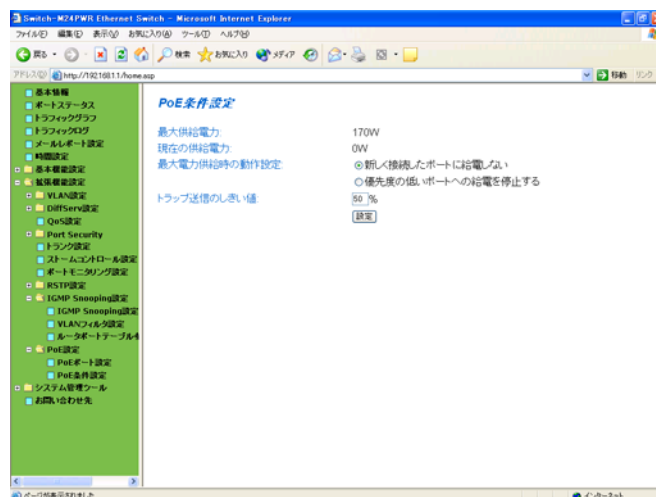 Switch-M24PWR Ethernet Switch - Microsoft Internet Explorer
ファイル(F) 編集(E) 表示(V) お気に入り(A) ツール(T) ヘルプ(H)
戻る 検索 お気に入り メディア
アドレス(D) http://192.168.1.1/home.asp 移動 リンク
基本情報
ポートステータス
トラフィックグラフ
トラフィックログ
メールレポート設定
時間設定
基本機能設定
拡張機能設定
VLAN設定
DiffServ設定
QoS設定
Port Security
トランク設定
ストームコントロール設定
ポートモニタリング設定
RSTP設定
IGMP Snooping設定
IGMP Snooping設定
VLANフィルタ設定
ルータポートテーブル
PoE設定
PoEポート設定
PoE条件設定
システム管理ツール
お問い合わせ先
PoE条件設定
最大供給電力: 170W
現在の供給電力: 0W
最大電力供給時の動作設定: 新しく接続したポートに給電しない
優先度の低いポートへの給電を停止する
トラップ送信のしきい値: 50 %
設定
ページが表示されました
インターネット